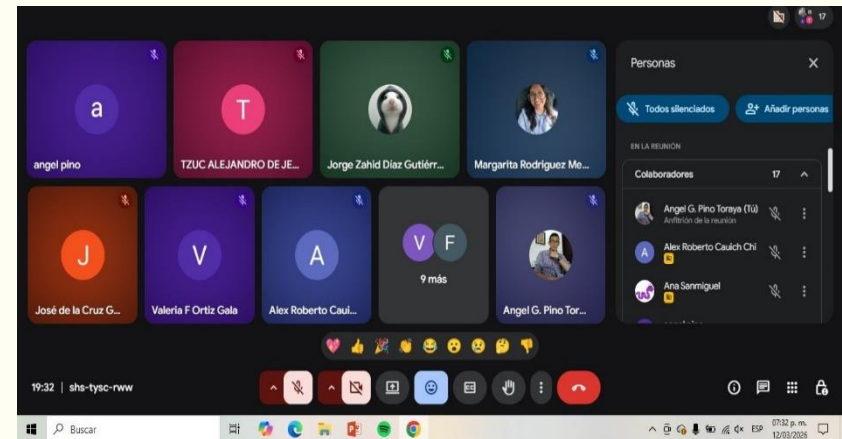 17
a
angel pino
T
TZUC ALEJANDRO DE JE...
Jorge Zahid Díaz Gutiérr...
Margarita Rodriguez Me...
J
José de la Cruz G...
V
Valeria F Ortiz Gala
A
Alex Roberto Caui...
V F
9 más
Angel G. Pino Tor...
Personas
Todos silenciados
Añadir personas
EN LA REUNIÓN
Colaboradores 17
Angel G. Pino Toraya (Tú)
Anfitrión de la reunión
A
Alex Roberto Cauich Chi
Ana Sanmiguel
19:32 | shs-tysc-rww
Buscar
ESP
07:32 p. m.
12/03/2026